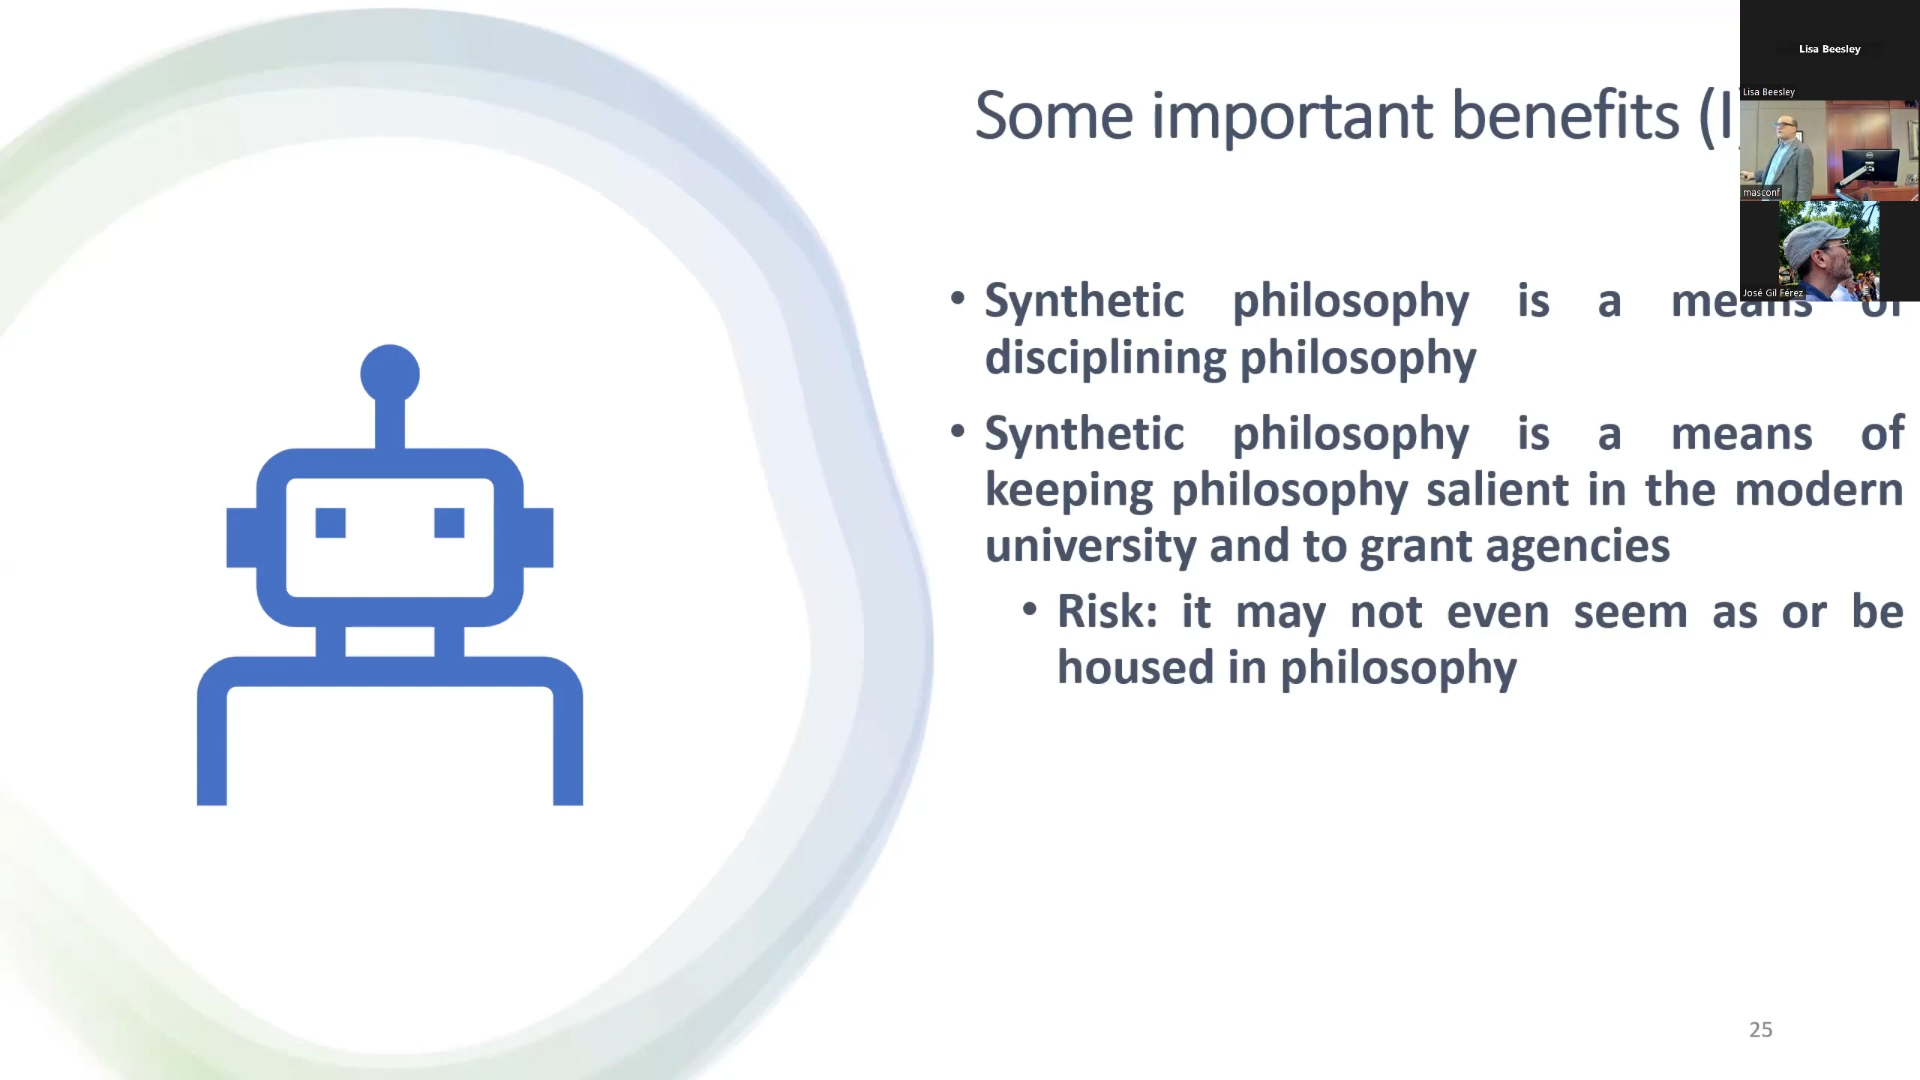 Some important benefits (I)
Synthetic philosophy is a means of
disciplining philosophy
Synthetic philosophy is a means of
keeping philosophy salient in the modern
university and to grant agencies
Risk: it may not even seem as or be
housed in philosophy
25
Lisa Beesley
Lisa Beesley
masconf
José Gil Férez